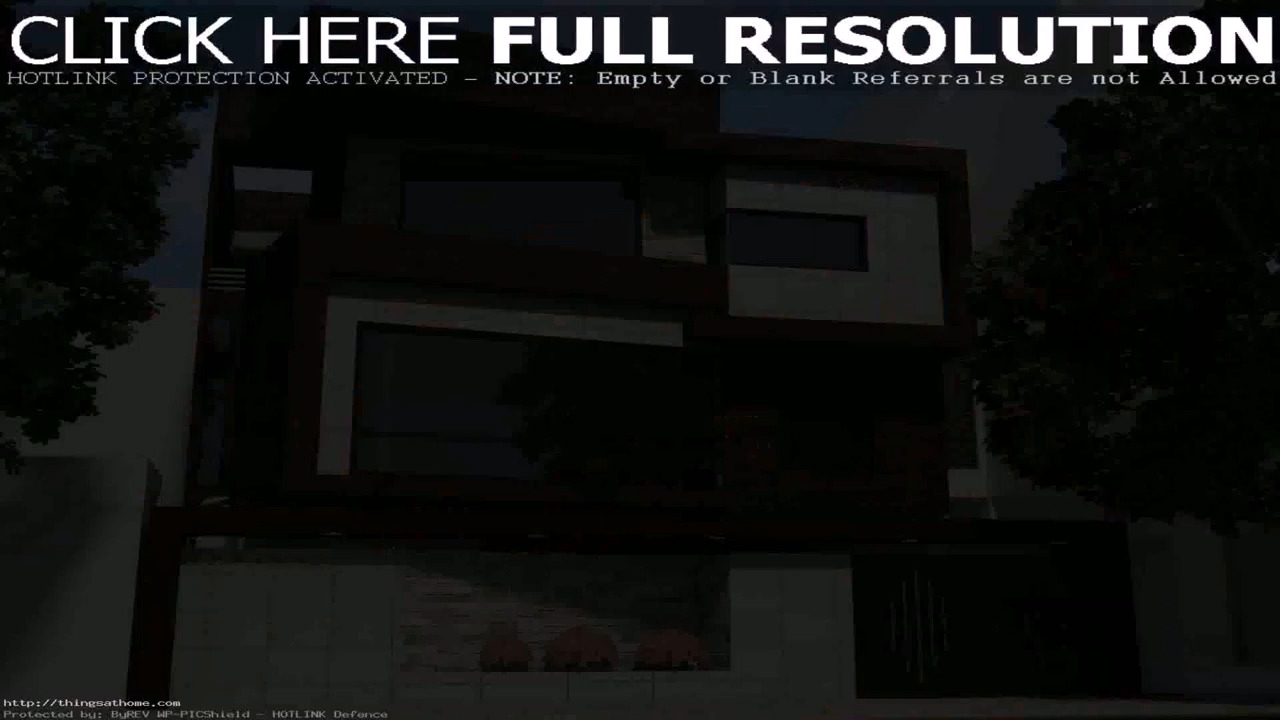 CLICK HERE FULL RESOLUTION
HOTLINK PROTECTION ACTIVATED - NOTE: Empty or Blank Referrals are not Allowed
http://thingsathome.com
Protected by: ByREV WP-PICShield - HOTLINK Defence